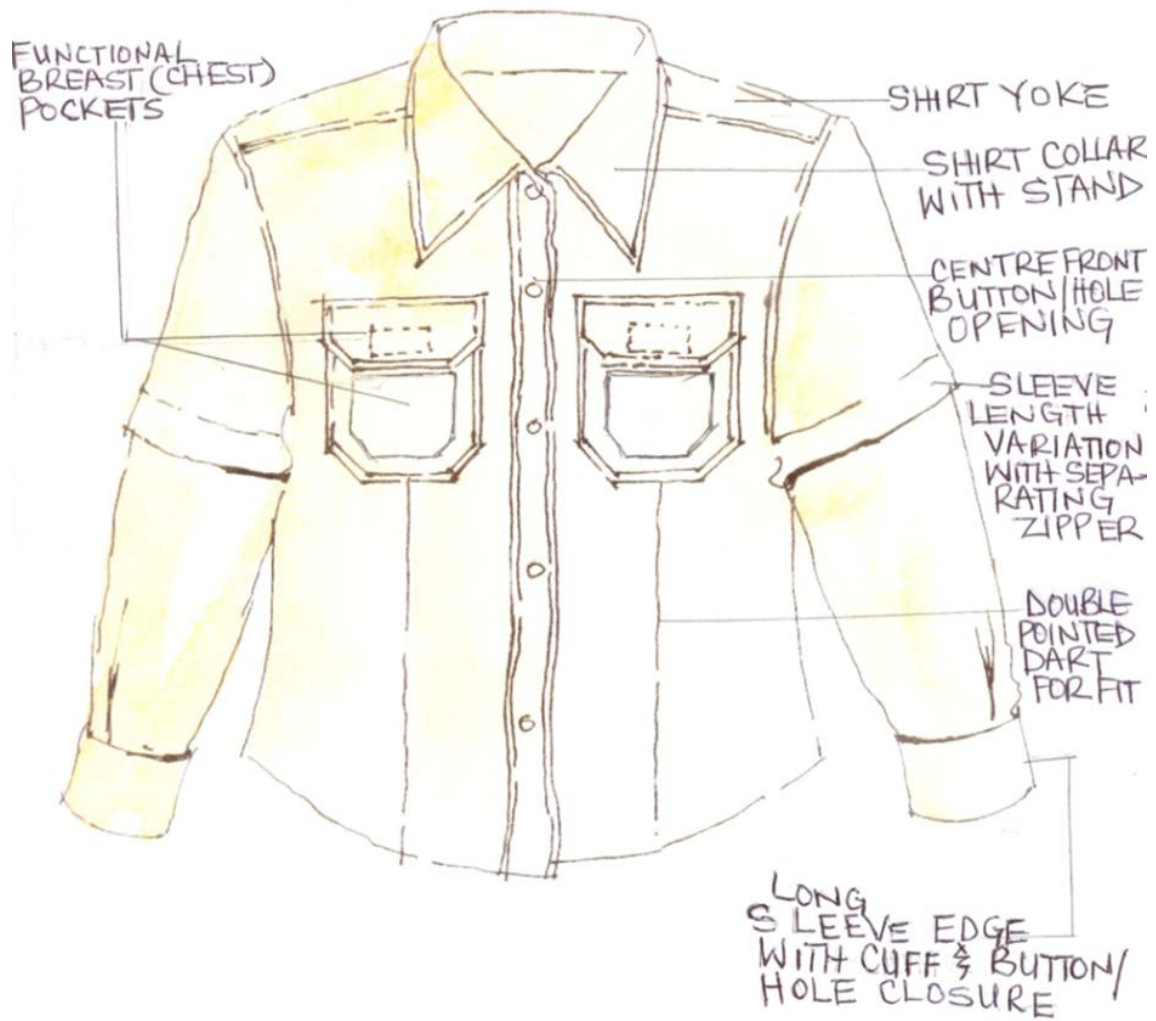 FUNCTIONAL
BREAST (CHEST)
POCKETS
SHIRT YOKE
SHIRT COLLAR
WITH STAND
CENTRE FRONT
BUTTON/HOLE
OPENING
SLEEVE
LENGTH
VARIATION
WITH SEPA-
RATING
ZIPPER
DOUBLE
POINTED
DART
FOR FIT
LONG
SLEEVE EDGE
WITH CUFF & BUTTON/
HOLE CLOSURE